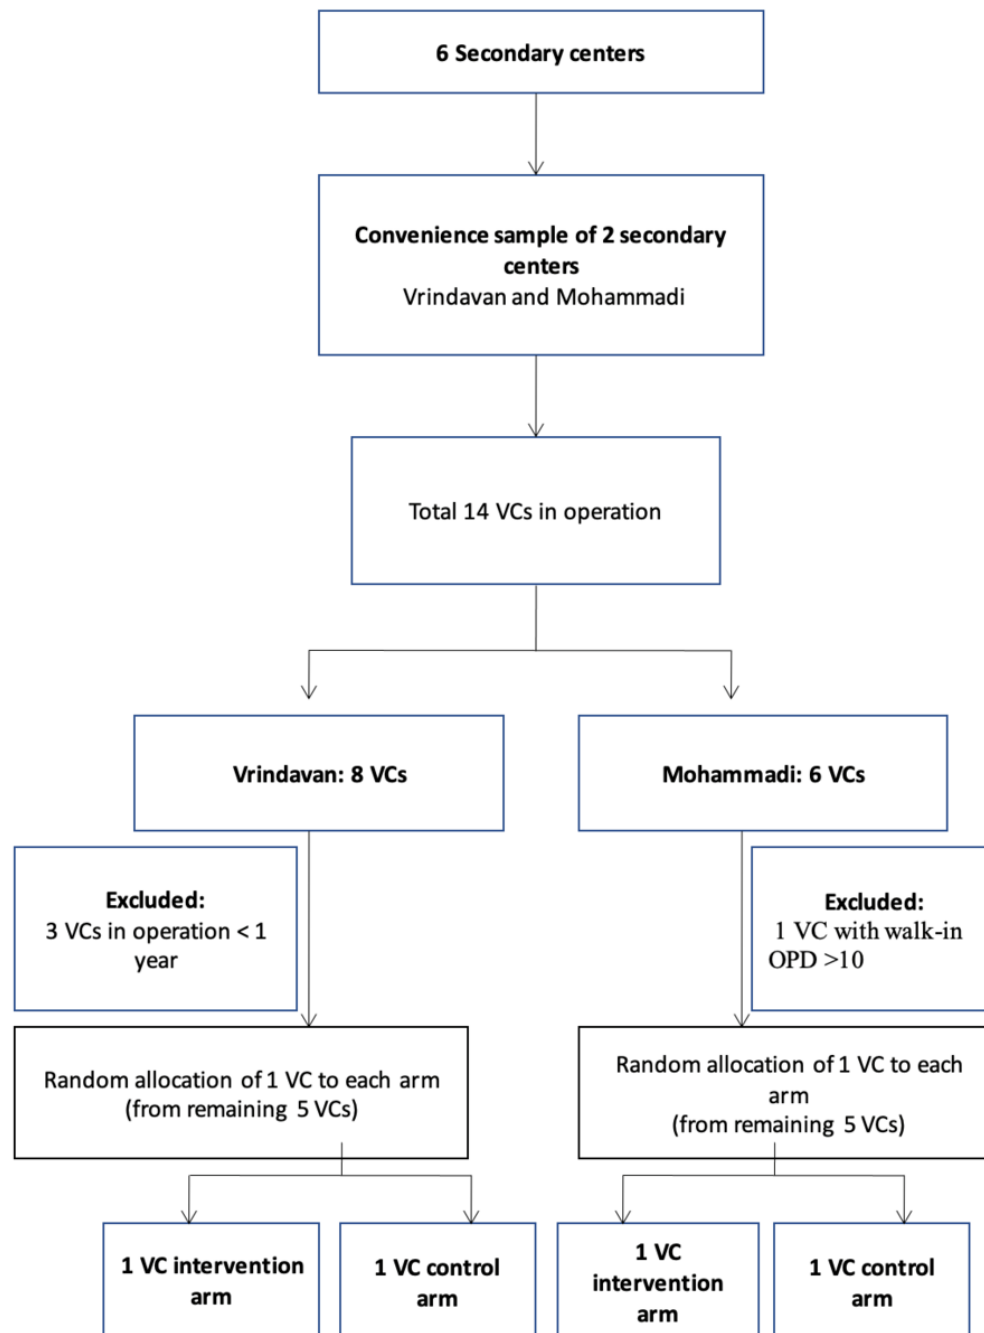 6 Secondary centers
Convenience sample of 2 secondary
centers
Vrindavan and Mohammadi
Total 14 VCs in operation
Vrindavan: 8 VCs
Mohammadi: 6 VCs
Excluded:
3 VCs in operation < 1
year
Excluded:
1 VC with walk-in
OPD >10
Random allocation of 1 VC to each arm
(from remaining 5 VCs)
Random allocation of 1 VC to each
arm
(from remaining 5 VCs)
1 VC intervention
arm
1 VC control
arm
1 VC
intervention
arm
1 VC control
arm